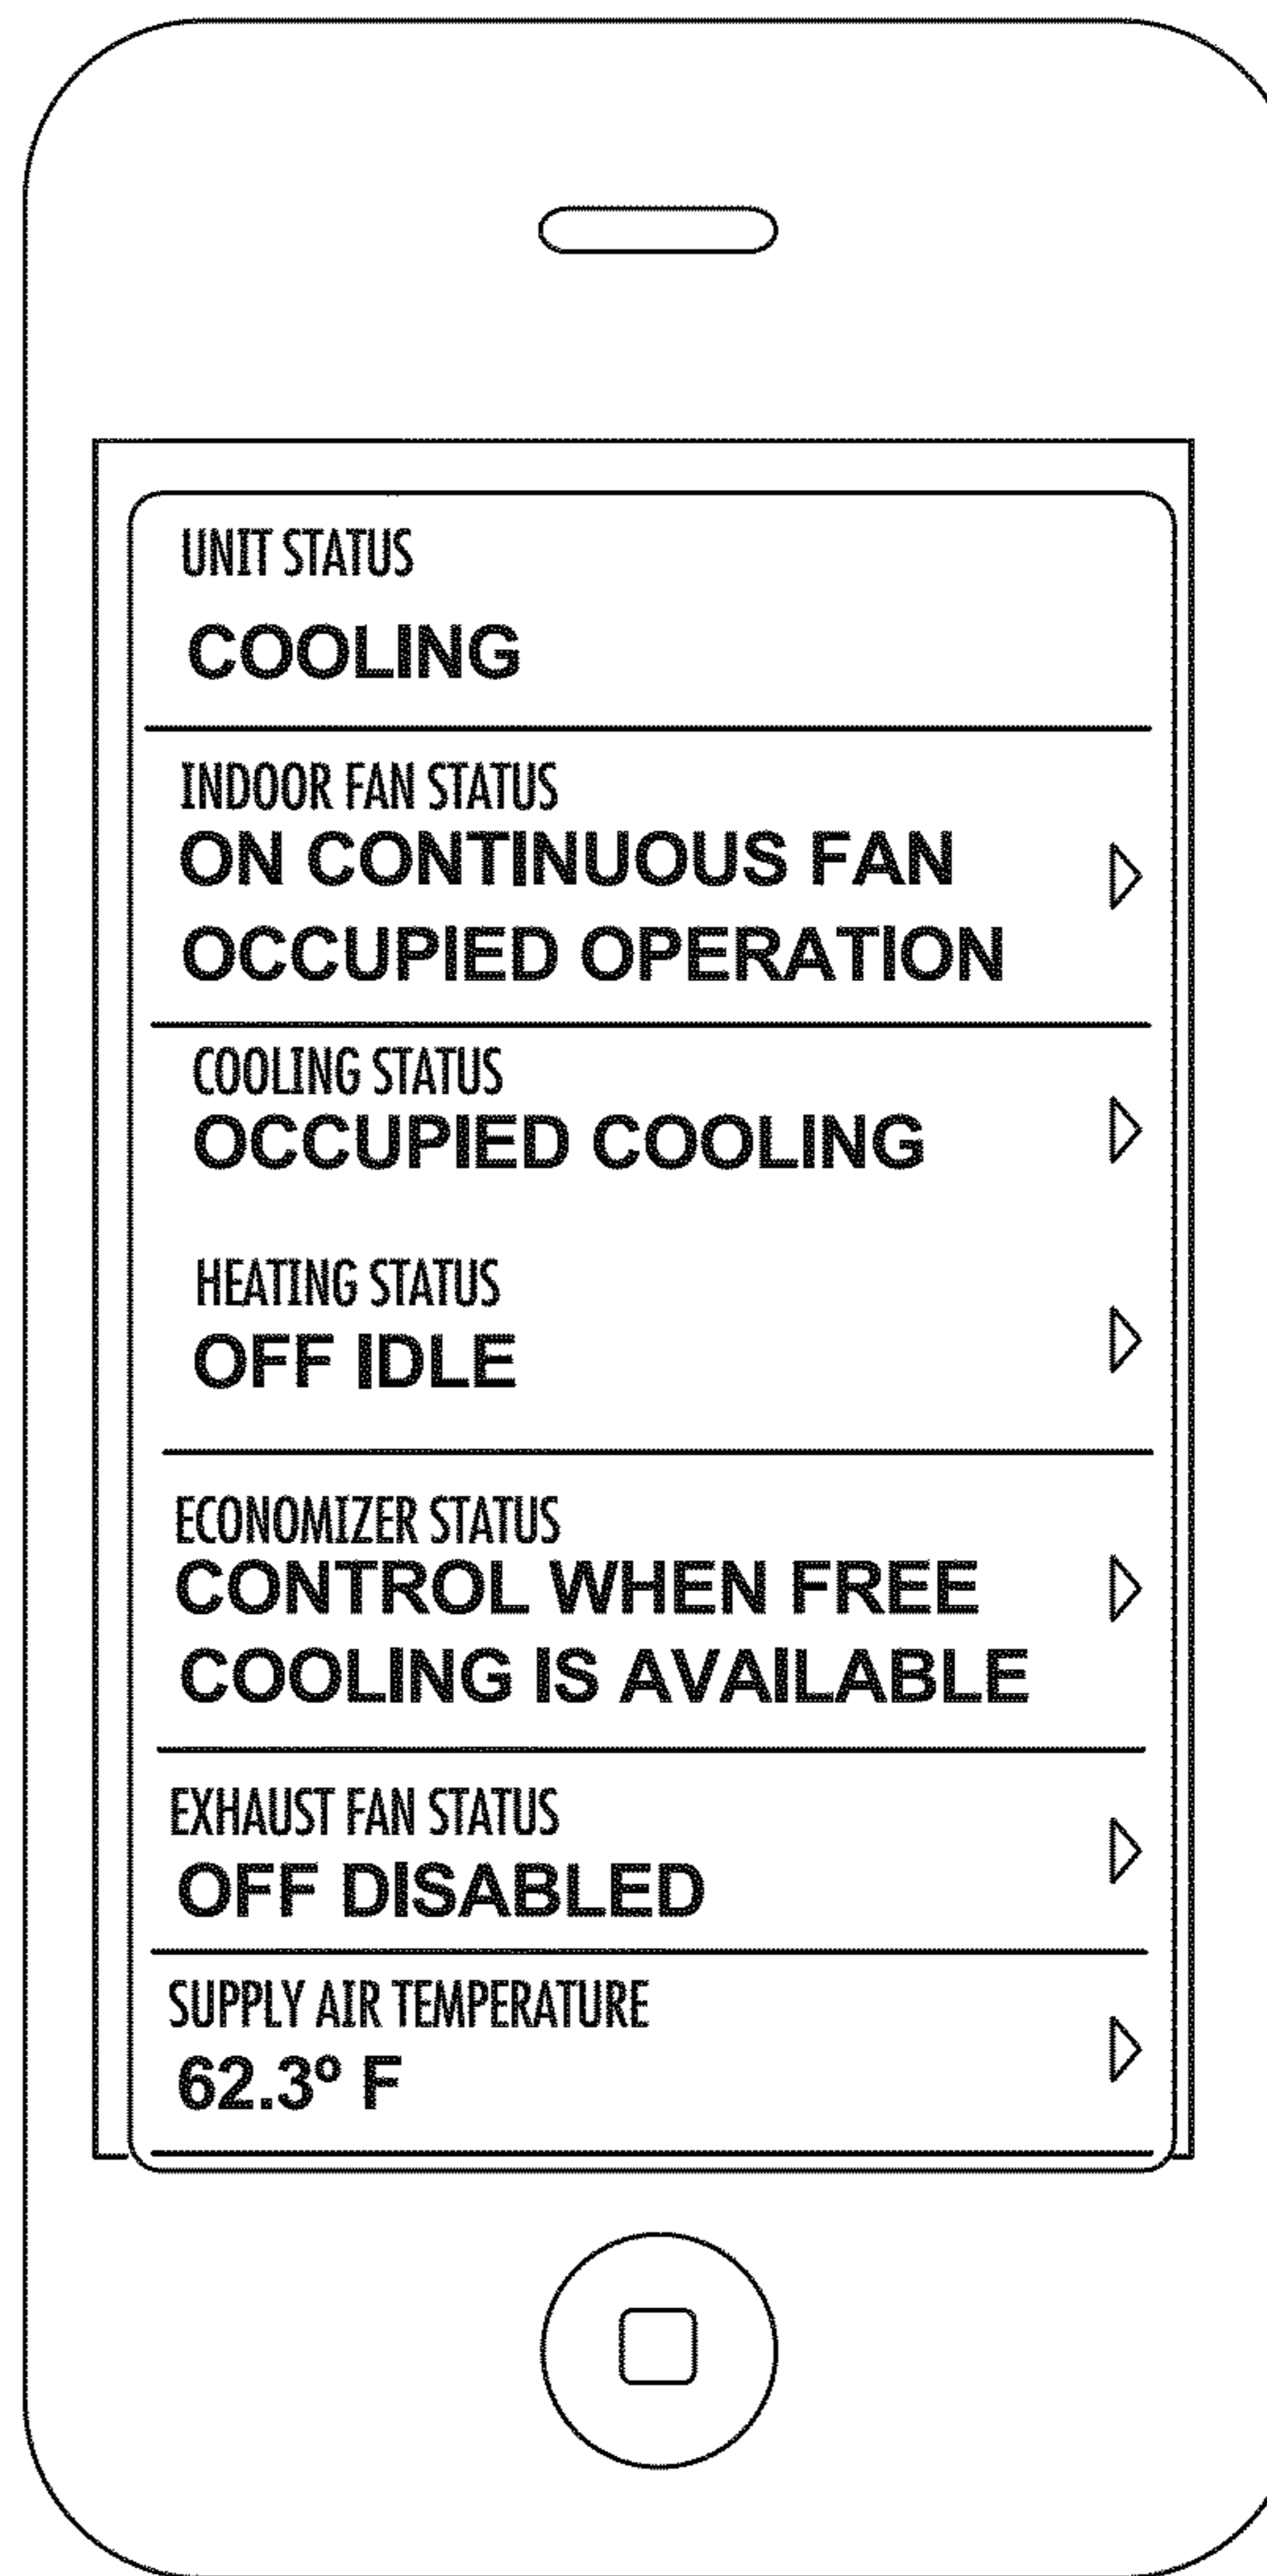 UNIT STATUS
COOLING
INDOOR FAN STATUS
ON CONTINUOUS FAN
OCCUPIED OPERATION
COOLING STATUS
OCCUPIED COOLING
HEATING STATUS
OFF IDLE
ECONOMIZER STATUS
CONTROL WHEN FREE
COOLING IS AVAILABLE
EXHAUST FAN STATUS
OFF DISABLED
SUPPLY AIR TEMPERATURE
62.3º F